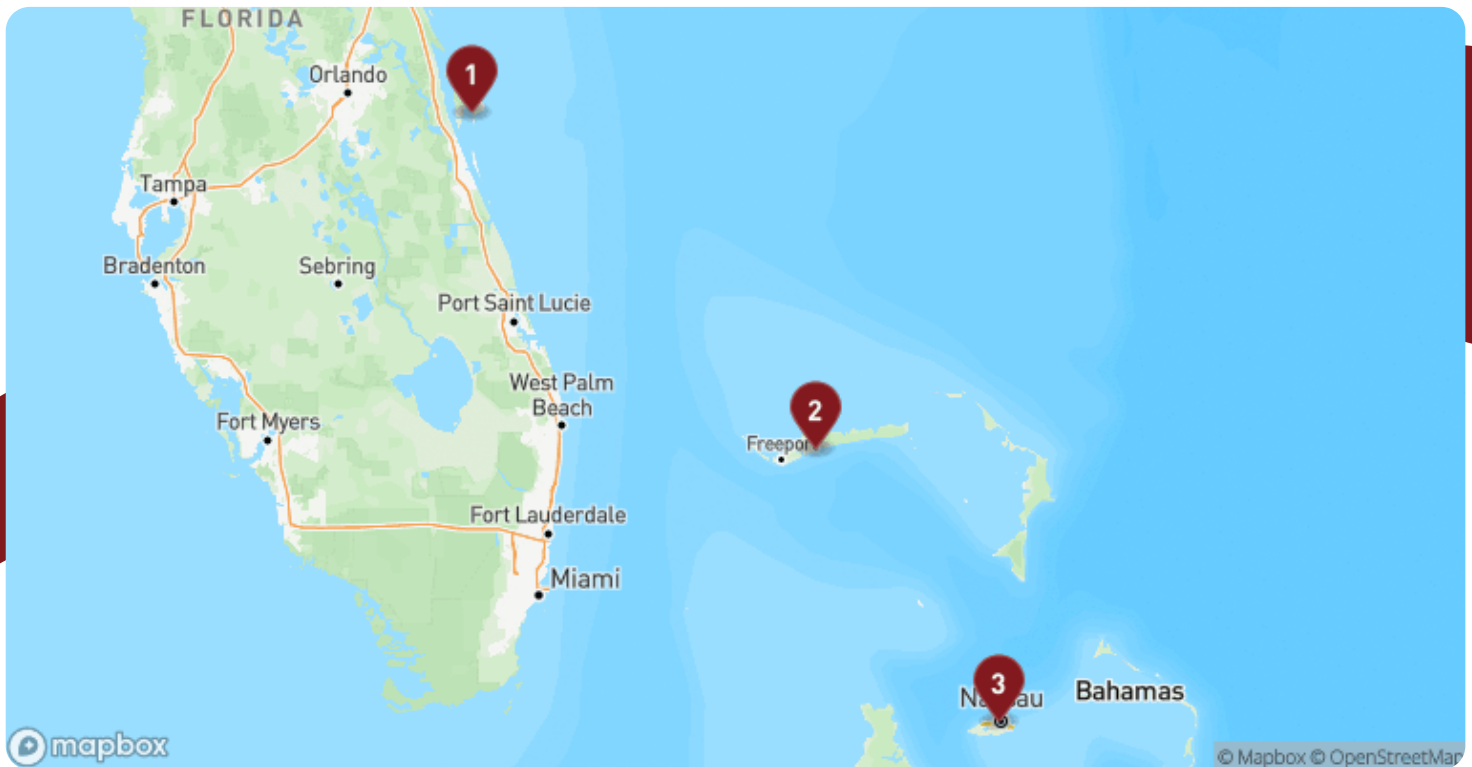 FLORIDA
1
Orlando
Tampa
Bradenton
Sebring
Port Saint Lucie
West Palm
Beach
2
Fort Myers
Freepor
Fort Lauderdale
Miami
3
Bahamas
mapbox
© Mapbox © OpenStreetMap